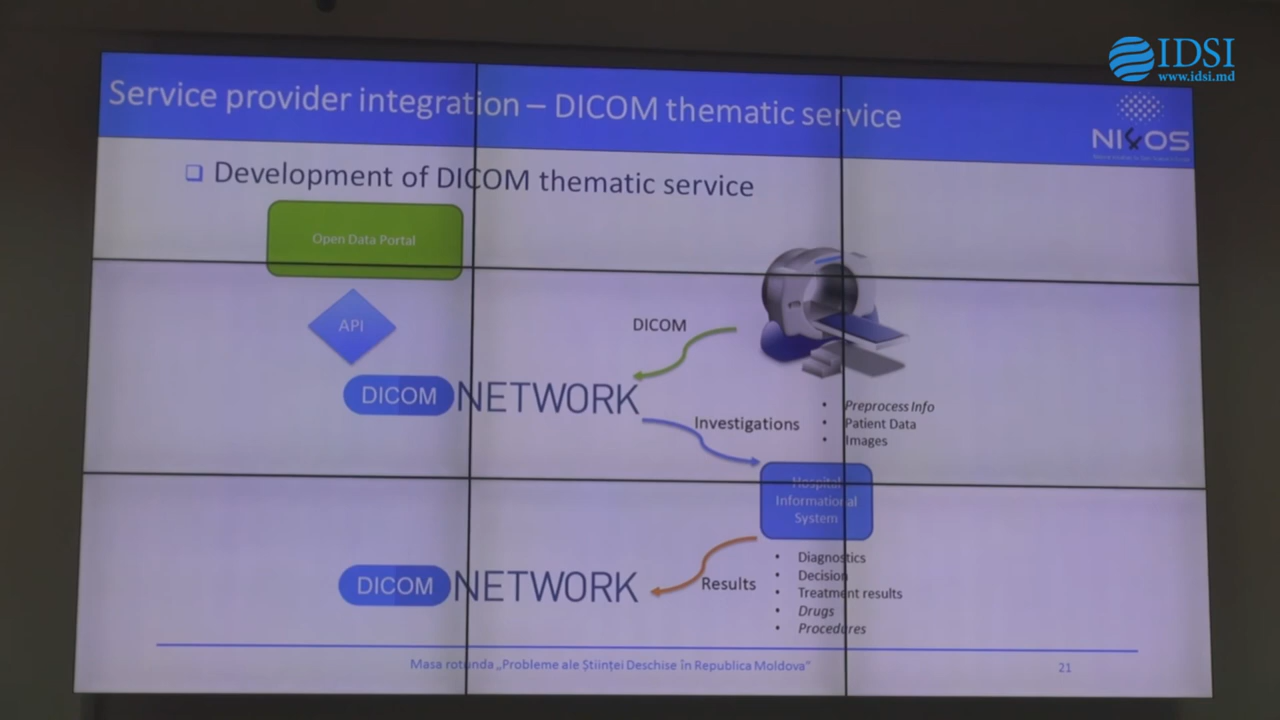 IDSI
www.idsi.md
Service provider integration – DICOM thematic service
NI4OS
Development of DICOM thematic service
Open Data Portal
API
DICOM
DICOM NETWORK
Investigations
• Preprocess Info
• Patient Data
• Images
Hospital
Informational
System
• Diagnostics
• Decision
• Treatment results
• Drugs
• Procedures
Results
DICOM NETWORK
Masa rotunda „Probleme ale Științei Deschise în Republica Moldova”
21